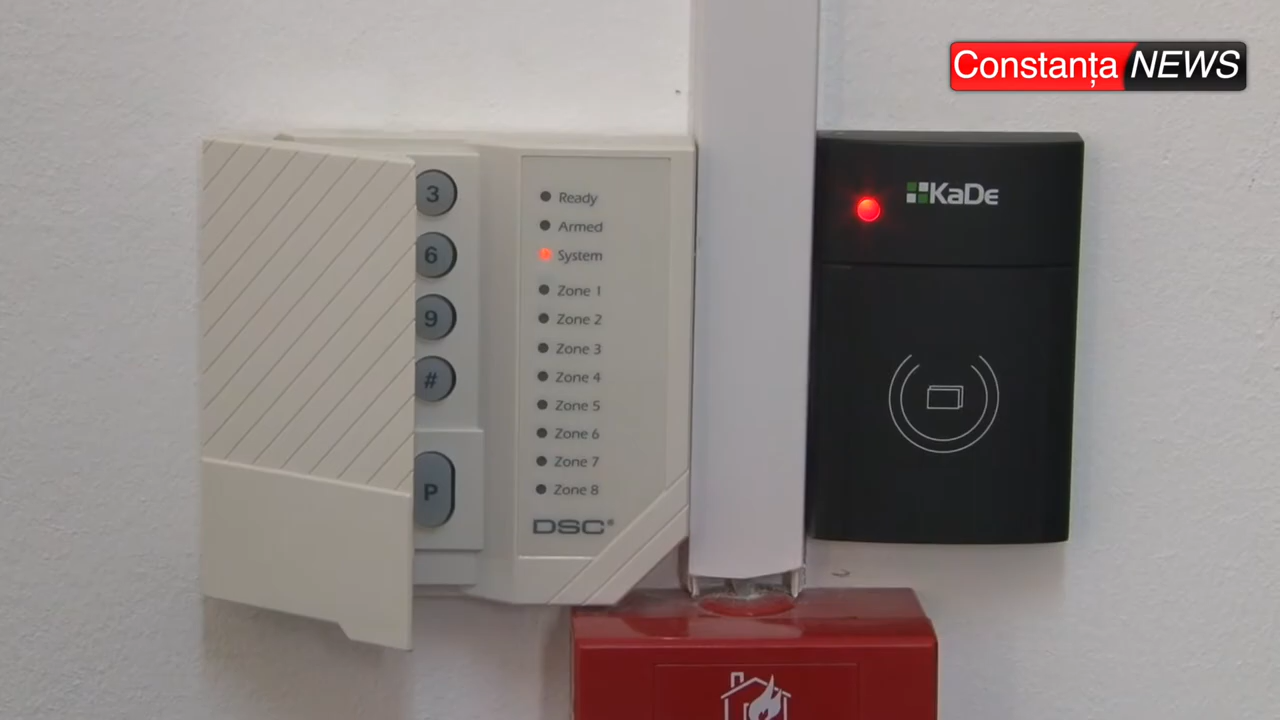 Constanța NEWS
3
6
9
#
P
Ready
Armed
System
Zone 1
Zone 2
Zone 3
Zone 4
Zone 5
Zone 6
Zone 7
Zone 8
DSC®
KaDe